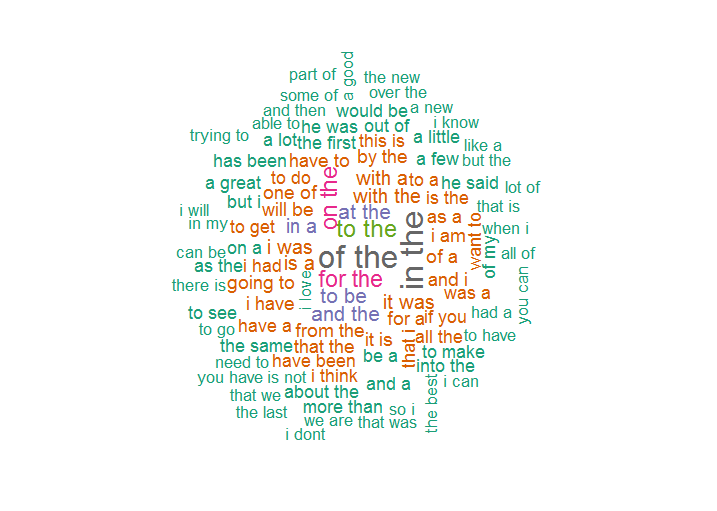 a good
part of
the new
some of
over the
and then
would be
a new
able to
he was
out of
i know
trying to
a lot
the first
this is
a little
like a
has been
have to
by the
a few
but the
a great
to do
on the
with a
to a
he said
lot of
but i
one of
with the
is the
that is
i will
will be
at the
in the
as a
want to
in my
to get
in a
to the
i am
of my
when i
can be
on a
i was
of the
of a
all of
as the
i had
is a
for the
and i
you can
there is
going to
i love
to be
it was
was a
i have
to see
and the
for a
if you
had a
to go
have a
from the
it is
that i
all the
to have
the same
that the
be a
to make
need to
have been
into the
you have
is not
i think
and a
i can
that we
about the
the best
the last
more than
so i
we are
that was
i dont